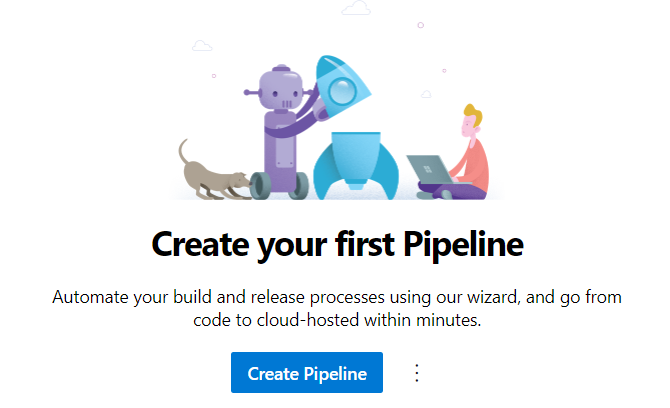 Create your first Pipeline
Automate your build and release processes using our wizard, and go from
code to cloud-hosted within minutes.
Create Pipeline